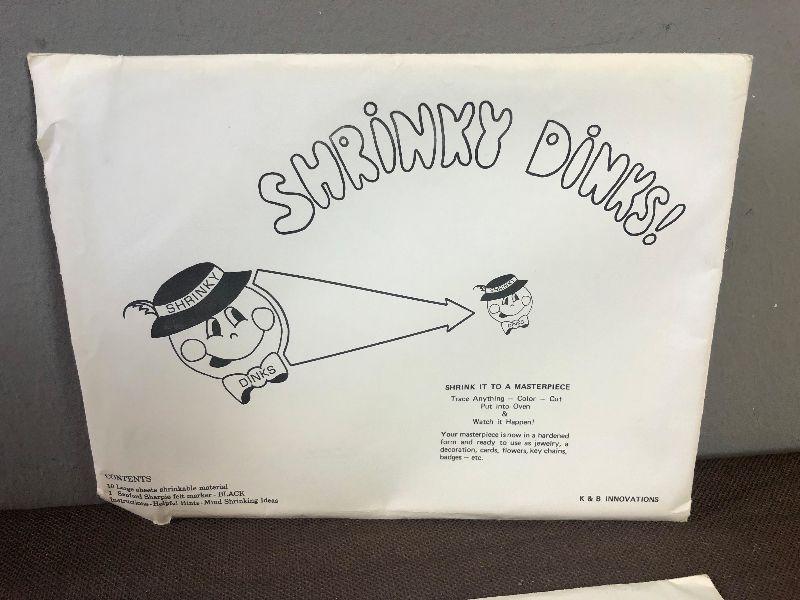 SHRINKY DINKS!
SHRINKY
DINKS
SHRINKY
DINKS
SHRINK IT TO A MASTERPIECE
Trace Anything — Color — Cut
Put into Oven
&
Watch it Happen!
Your masterpiece is now in a hardened
form and ready to use as jewelry, a
decoration, cards, flowers, key chains,
badges — etc.
CONTENTS
10 Large sheets shrinkable material
1 Sanford Sharpie felt marker - BLACK
Instructions - Helpful Hints - Mind Shrinking Ideas
K & B INNOVATIONS